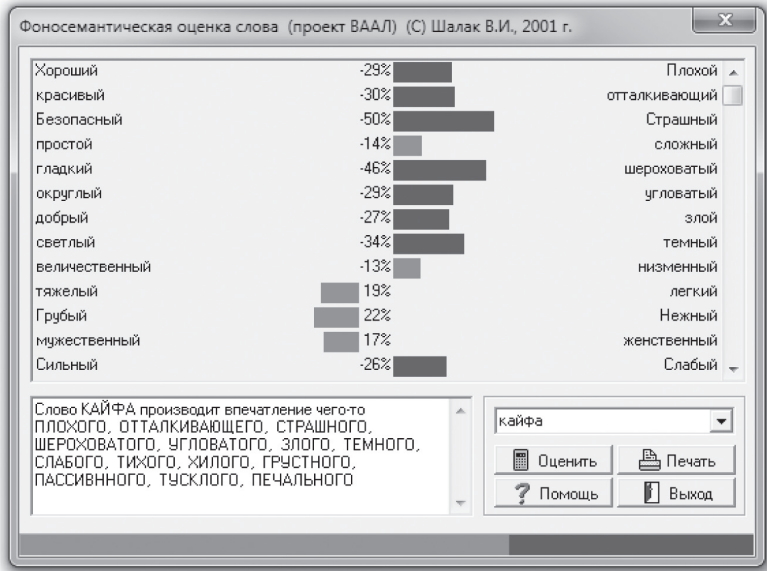 Фоносемантическая оценка слова (проект ВААЛ) (C) Шалак В.И., 2001 г.
Хороший -29% Плохой
красивый -30% отталкивающий
Безопасный -50% Страшный
простой -14% сложный
гладкий -46% шероховатый
округлый -29% угловатый
добрый -27% злой
светлый -34% темный
величественный -13% низменный
тяжелый 19% легкий
Грубый 22% Нежный
мужественный 17% женственный
Сильный -26% Слабый
Слово КАЙФА производит впечатление чего-то
ПЛОХОГО, ОТТАЛКИВАЮЩЕГО, СТРАШНОГО,
ШЕРОХОВАТОГО, УГЛОВАТОГО, ЗЛОГО, ТЕМНОГО,
СЛАБОГО, ТИХОГО, ХИЛОГО, ГРУСТНОГО,
ПАССИВННОГО, ТУСКЛОГО, ПЕЧАЛЬНОГО
кайфа
Оценить Печать
Помощь Выход